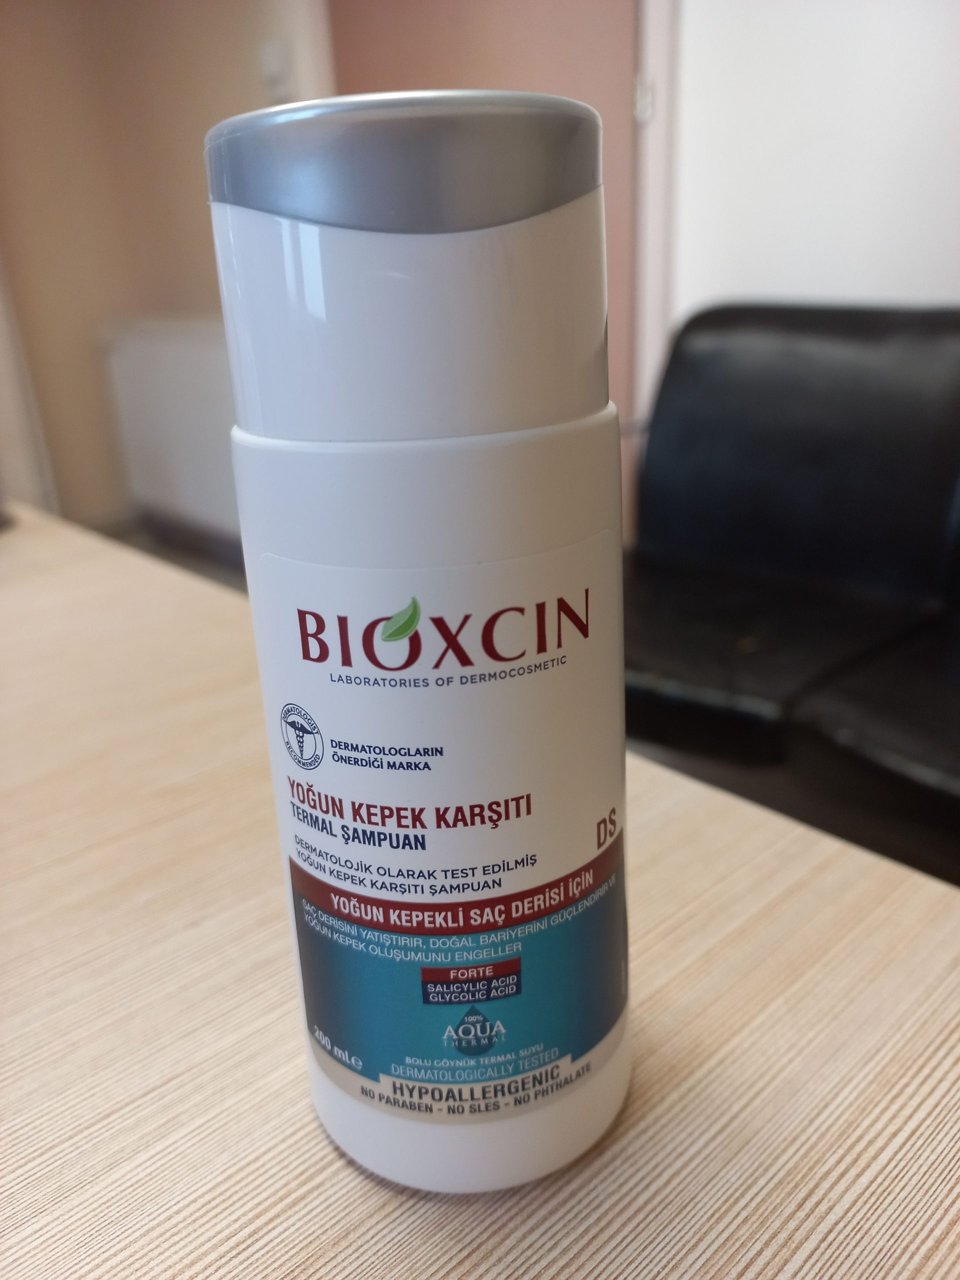 BIOXCIN
LABORATORIES OF DERMOCOSMETIC
DERMATOLOGIST
RECOMMENDED
DERMATOLOGLARIN
ÖNERDİĞİ MARKA
YOĞUN KEPEK KARŞITI
TERMAL ŞAMPUAN
DS
DERMATOLOJİK OLARAK TEST EDİLMİŞ
YOĞUN KEPEK KARŞITI ŞAMPUAN
YOĞUN KEPEKLİ SAÇ DERİSİ İÇİN
SAÇ DERİSİNİ YATIŞTIRIR, DOĞAL BARİYERİNİ GÜÇLENDİRİR VE
YOĞUN KEPEK OLUŞUMUNU ENGELLER
FORTE
SALICYLIC ACID
GLYCOLIC ACID
100%
AQUA
THERMAL
200 ml e
BOLU GÖYNÜK TERMAL SUYU
DERMATOLOGICALLY TESTED
HYPOALLERGENIC
NO PARABEN - NO SLES - NO PHTHALATE